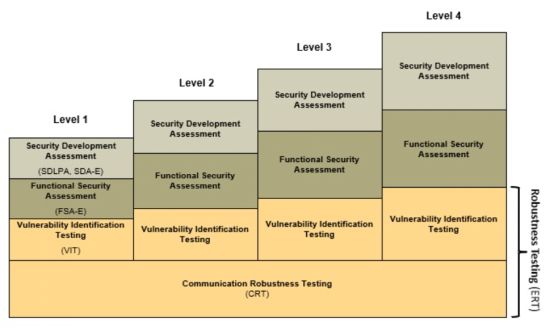 Level 1
Security Development
Assessment
(SDLPA, SDA-E)
Functional Security
Assessment
(FSA-E)
Vulnerability Identification
Testing
(VIT)
Level 2
Security Development
Assessment
Functional Security
Assessment
Vulnerability Identification
Testing
Level 3
Security Development
Assessment
Functional Security
Assessment
Vulnerability Identification
Testing
Level 4
Security Development
Assessment
Functional Security
Assessment
Vulnerability Identification
Testing
Communication Robustness Testing
(CRT)
Robustness
Testing (ERT)